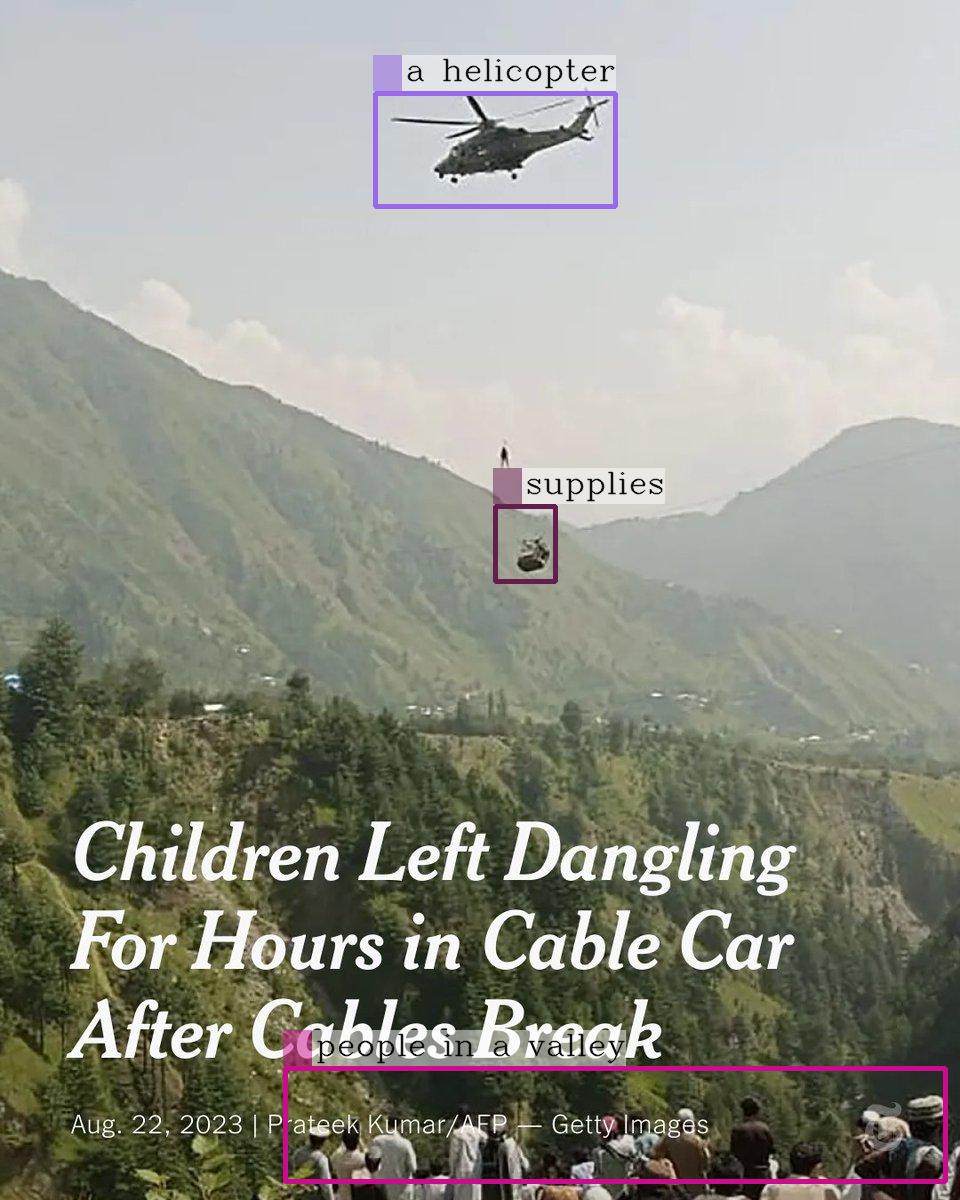 a helicopter
supplies
Children Left Dangling
For Hours in Cable Car
After Cables Break
people in a valley
Aug. 22, 2023 | Prateek Kumar/AFP — Getty Images
T